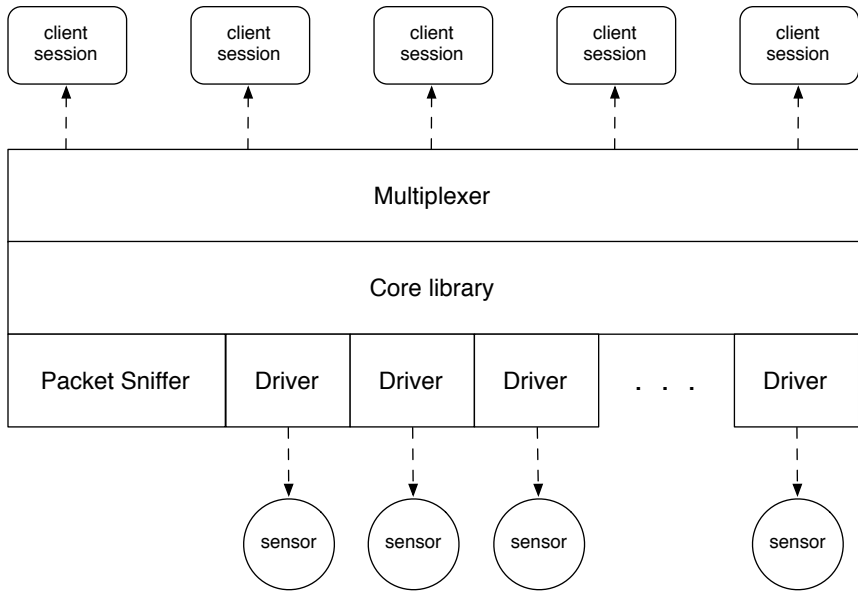 client
session
client
session
client
session
client
session
client
session
Multiplexer
Core library
Packet Sniffer
Driver
Driver
Driver
. . .
Driver
sensor
sensor
sensor
sensor